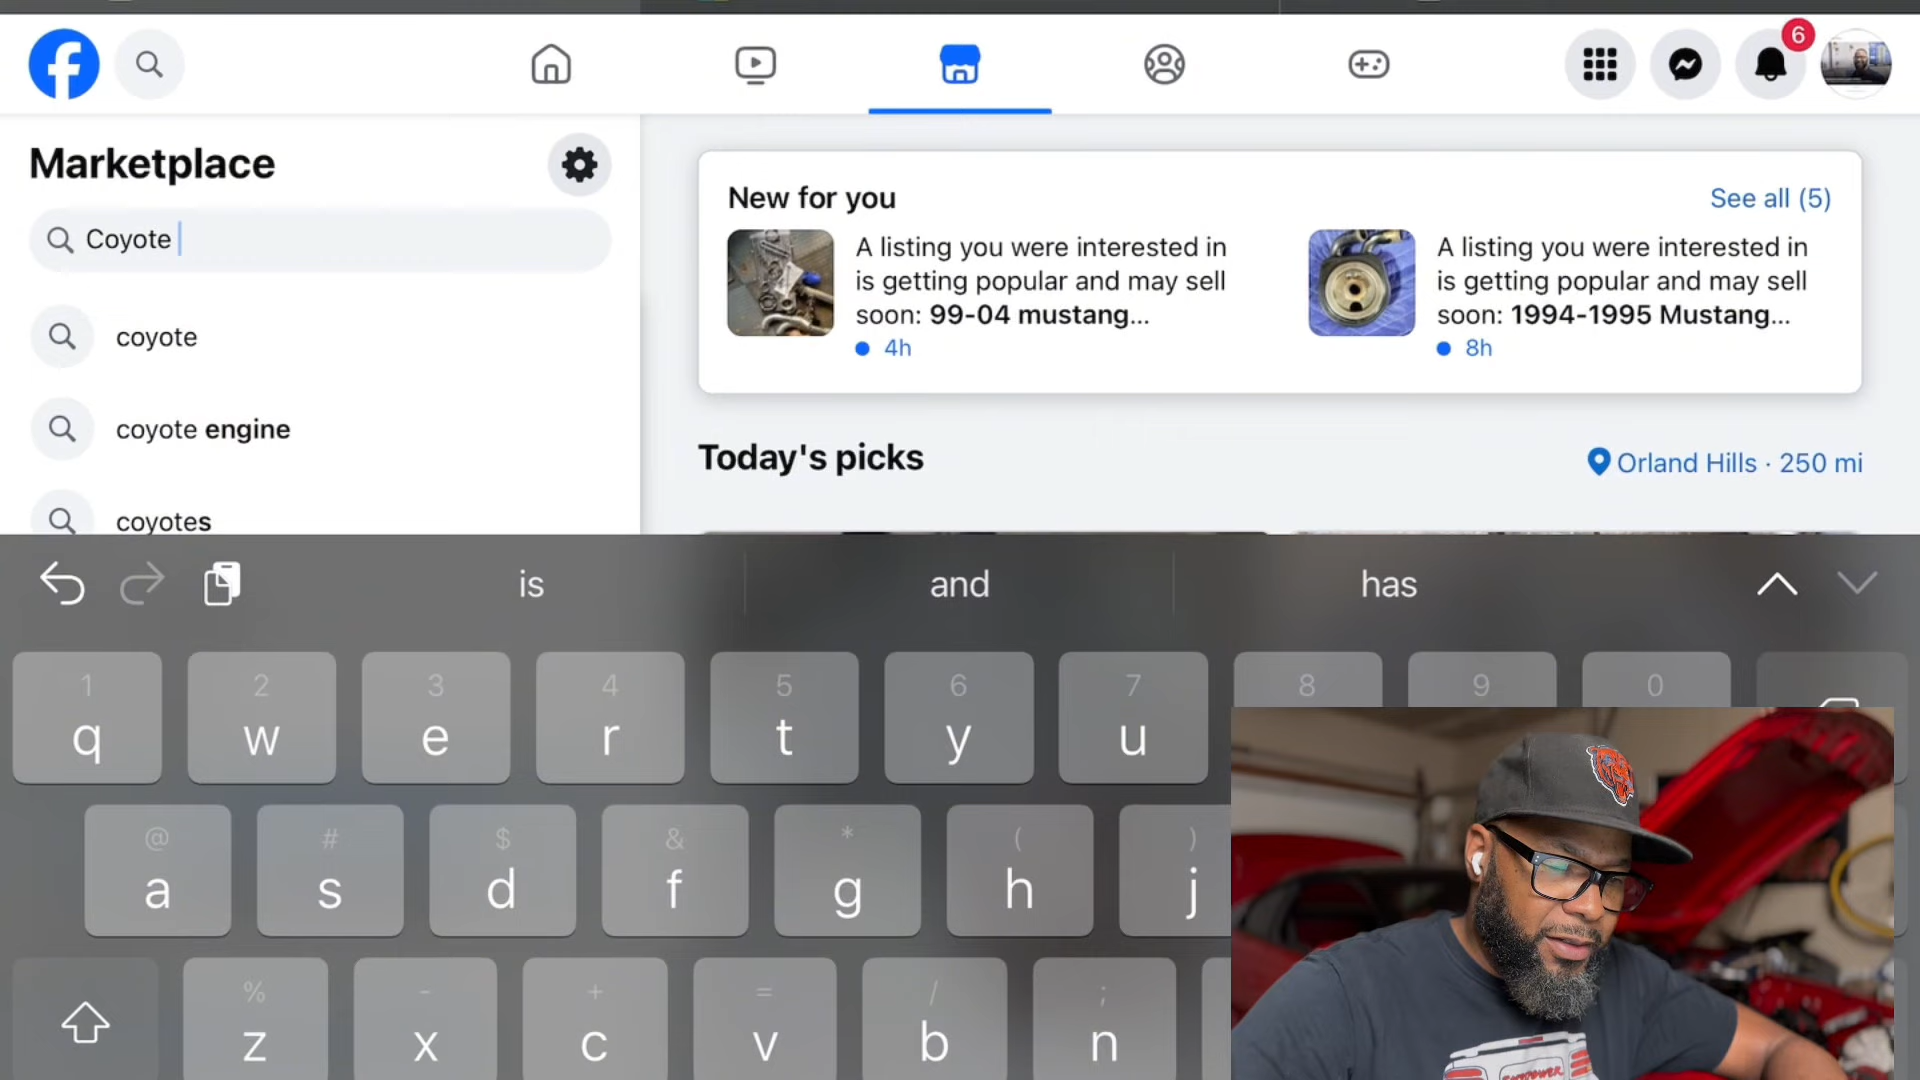 6
Marketplace
Coyote
coyote
coyote engine
coyotes
New for you
See all (5)
A listing you were interested in
is getting popular and may sell
soon: 99-04 mustang...
4h
A listing you were interested in
is getting popular and may sell
soon: 1994-1995 Mustang...
8h
Today's picks
Orland Hills · 250 mi
is
and
has
1 2 3 4 5 6 7 8 9 0
q w e r t y u
@ # $ & * ( )
a s d f g h j
% - + = / ;
z x c v b n